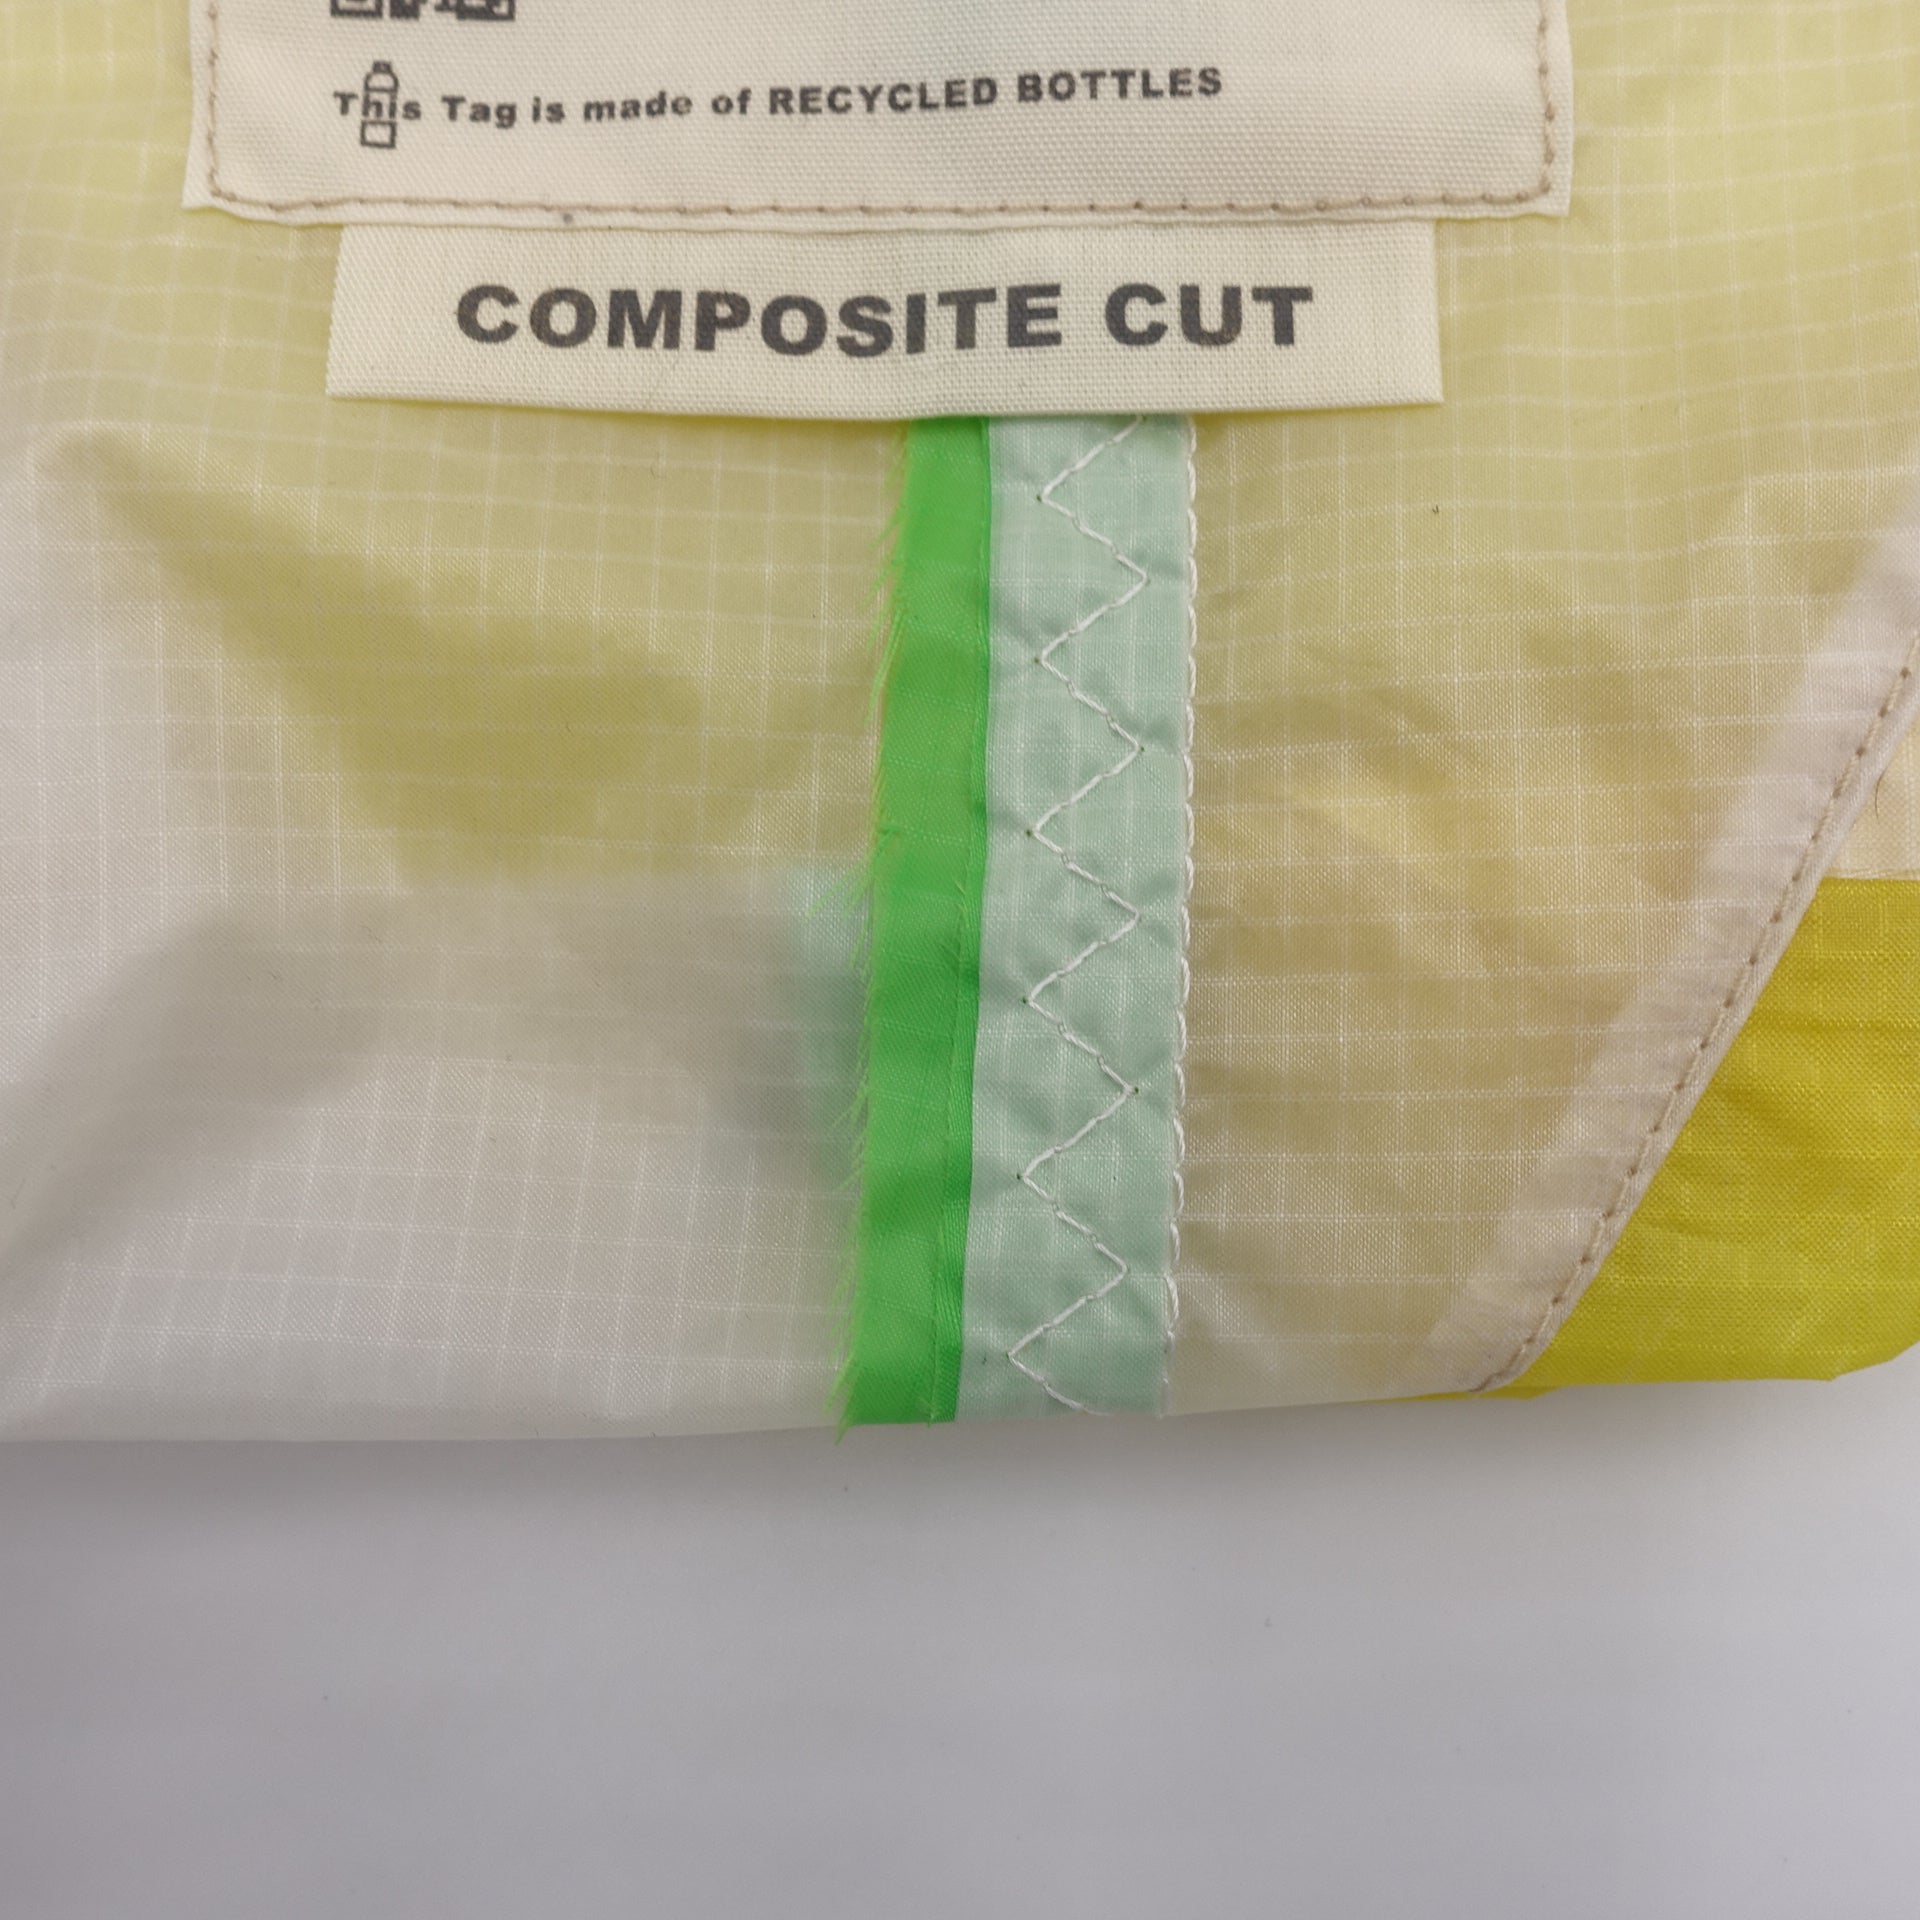 This Tag is made of RECYCLED BOTTLES
COMPOSITE CUT